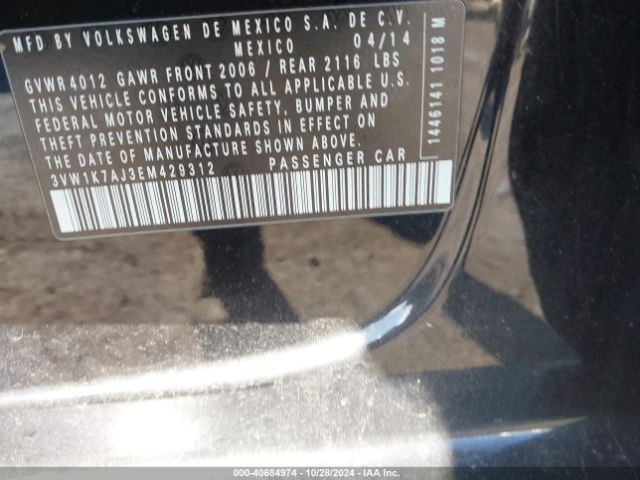 MFD BY VOLKSWAGEN DE MEXICO S.A. DE C.V.
MEXICO 04/14
GVWR 4012 GAWR FRONT 2006 / REAR 2116 LBS
THIS VEHICLE CONFORMS TO ALL APPLICABLE U.S.
FEDERAL MOTOR VEHICLE SAFETY, BUMPER AND
THEFT PREVENTION STANDARDS IN EFFECT ON
THE DATE OF MANUFACTURE SHOWN ABOVE.
3VW1K7AJ3EM429312 PASSENGER CAR
1446141 1018 M
000-40684974 | 10/28/2024 | IAA Inc.